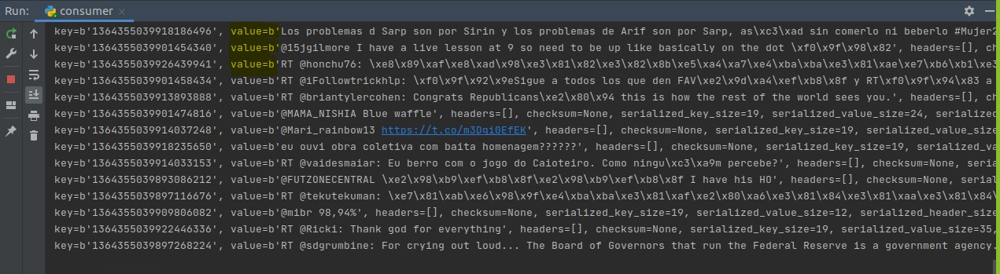 Run: consumer
key=b'1364355039918186496', value=b'Los problemas d Sarp son por Sirin y los problemas de Arif son por Sarp, as\xc3\xad sin comerlo ni beberlo #Mujer2
key=b'1364355039901454340', value=b'@15jgilmore I have a live lesson at 9 so need to be up like basically on the dot \xf0\x9f\x98\x82', headers=[], ch
key=b'1364355039926439941', value=b'RT @honchu76: \xe8\x89\xaf\xe8\xad\x98\xe3\x81\x82\xe3\x82\x8b\xe5\xa4\xa7\xe4\xba\xba\xe3\x81\xae\xe7\xb6\xb1\xe3
key=b'1364355039901458434', value=b'RT @iFollowtrickhlp: \xf0\x9f\x92\x9eSigue a todos los que den FAV\xe2\x9d\xa4\xef\xb8\x8f y RT\xf0\x9f\x94\x83 a
key=b'1364355039913893888', value=b'RT @briantylercohen: Congrats Republicans\xe2\x80\x94 this is how the rest of the world sees you.', headers=[], ch
key=b'1364355039901474816', value=b'@MAMA_NISHIA Blue waffle', headers=[], checksum=None, serialized_key_size=19, serialized_value_size=24, serialized
key=b'1364355039914037248', value=b'@Mari_rainbow13 https://t.co/m3Dqi0EfEK', headers=[], checksum=None, serialized_key_size=19, serialized_value_size
key=b'1364355039918235650', value=b'eu ouvi obra coletiva com baita homenagem??????', headers=[], checksum=None, serialized_key_size=19, serialized_va
key=b'1364355039914033153', value=b'RT @vaidesmaiar: Eu berro com o jogo do Caioteiro. Como ningu\xc3\xa9m percebe?', headers=[], checksum=None, seria
key=b'1364355039893086212', value=b'@FUTZONECENTRAL \xe2\x98\xb9\xef\xb8\x8f\xe2\x98\xb9\xef\xb8\x8f I have his HO', headers=[], checksum=None, serial
key=b'1364355039897116676', value=b'RT @tekutekuman: \xe7\x81\xab\xe6\x98\x9f\xe4\xba\xba\xe3\x81\xaf\xe2\x80\xa6\xe3\x81\x84\xe3\x81\xaa\xe3\x81\x84\
key=b'1364355039909806082', value=b'@mibr 98,94%', headers=[], checksum=None, serialized_key_size=19, serialized_value_size=12, serialized_header_size
key=b'1364355039922446336', value=b'RT @Ricki: Thank god for everything', headers=[], checksum=None, serialized_key_size=19, serialized_value_size=35,
key=b'1364355039897268224', value=b'RT @sdgrumbine: For crying out loud... The Board of Governors that run the Federal Reserve is a government agency.